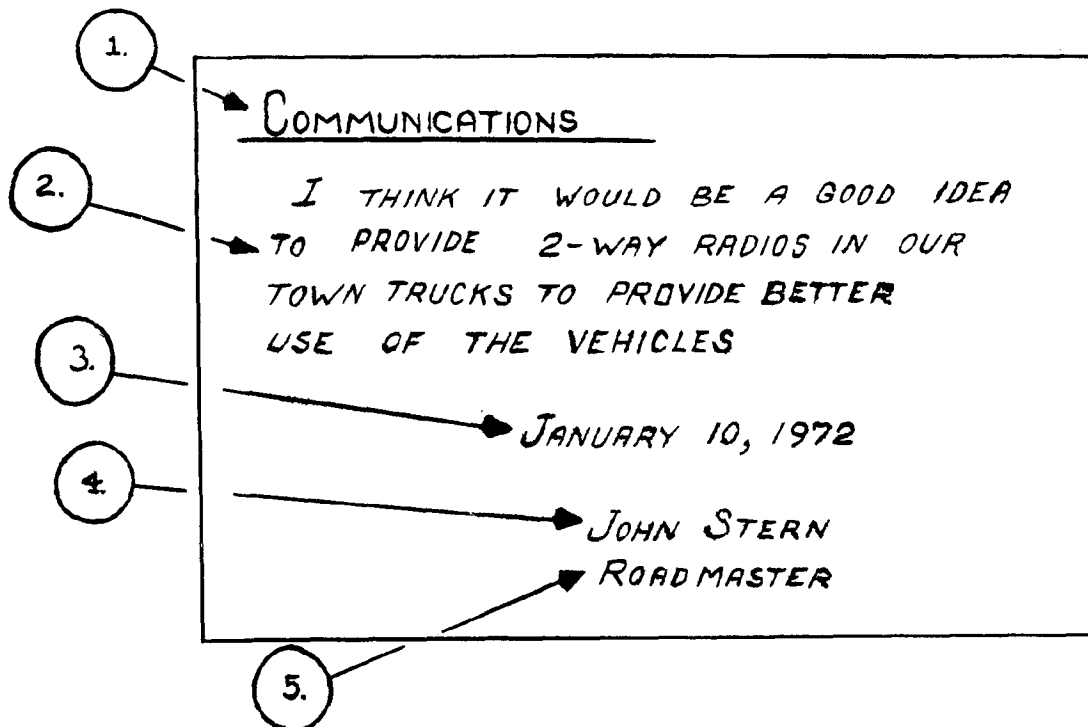 1.
COMMUNICATIONS
2.
I THINK IT WOULD BE A GOOD IDEA
TO PROVIDE 2-WAY RADIOS IN OUR
TOWN TRUCKS TO PROVIDE BETTER
USE OF THE VEHICLES
3.
JANUARY 10, 1972
4.
JOHN STERN
ROADMASTER
5.